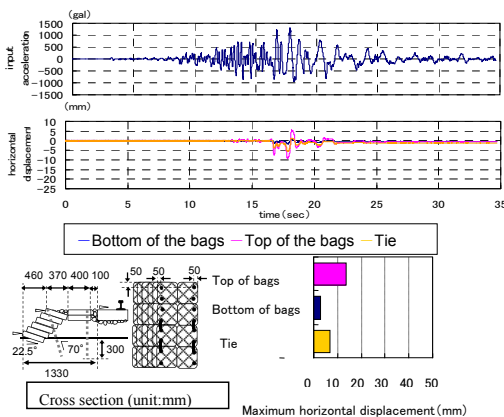 (gal)
1500
1000
500
0
-500
-1000
-1500
input
acceleration
(mm)
10
5
0
-5
-10
-15
-20
-25
horizontal
displacement
0 5 10 15 20 25 30 35
time(sec)
Bottom of the bags Top of the bags Tie
460 370 400 100
50 50 50
22.5° 70° 300
1330
Cross section (unit:mm)
Top of bags
Bottom of bags
Tie
0 10 20 30 40 50
Maximum horizontal displacement(mm)